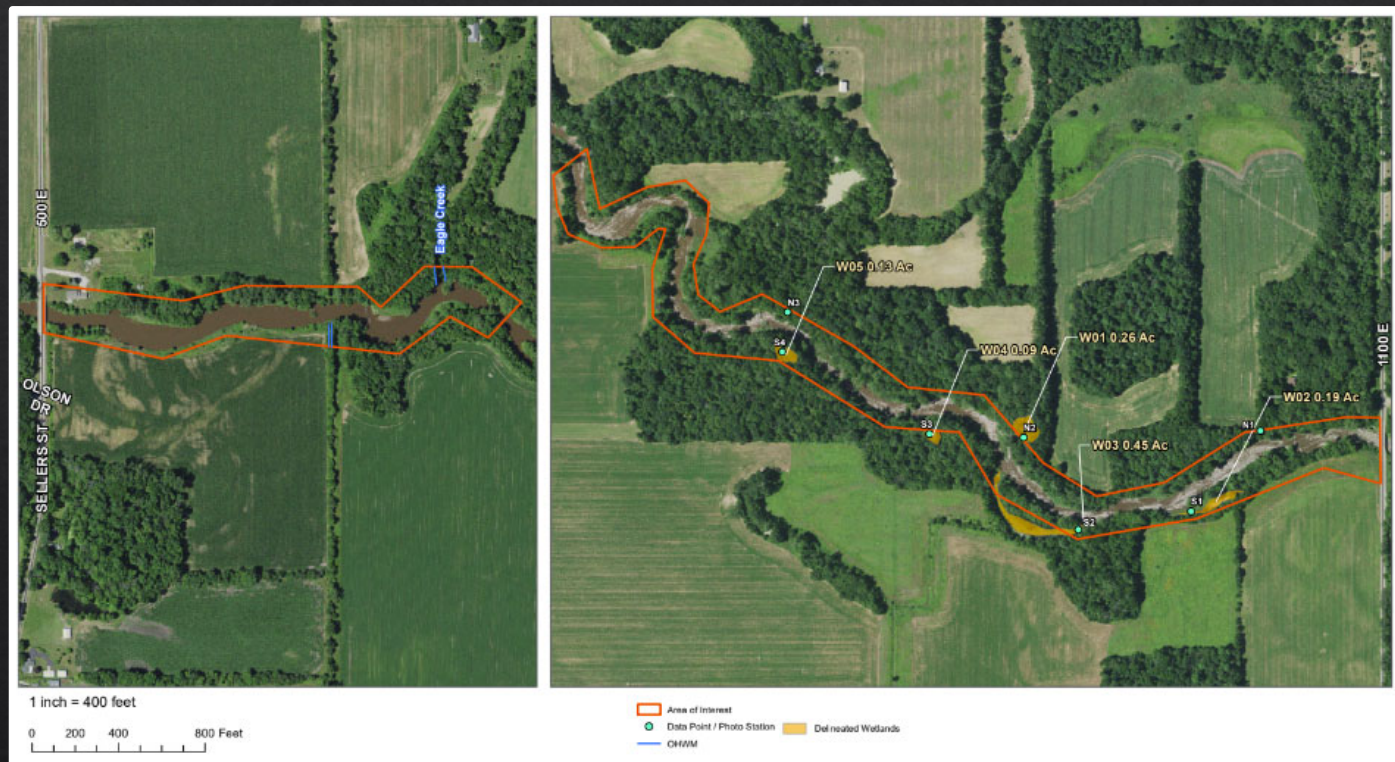 500 E
Eagle Creek
OLSON
DR
SELLERS ST
W05 0.13 Ac
N3
S4
W04 0.09 Ac
W01 0.26 Ac
1100 E
W02 0.19 Ac
S3
N2
N1
W03 0.45 Ac
S1
S2
1 inch = 400 feet
0 200 400 800 Feet
Area of Interest
Data Point / Photo Station
Delineated Wetlands
OHWM